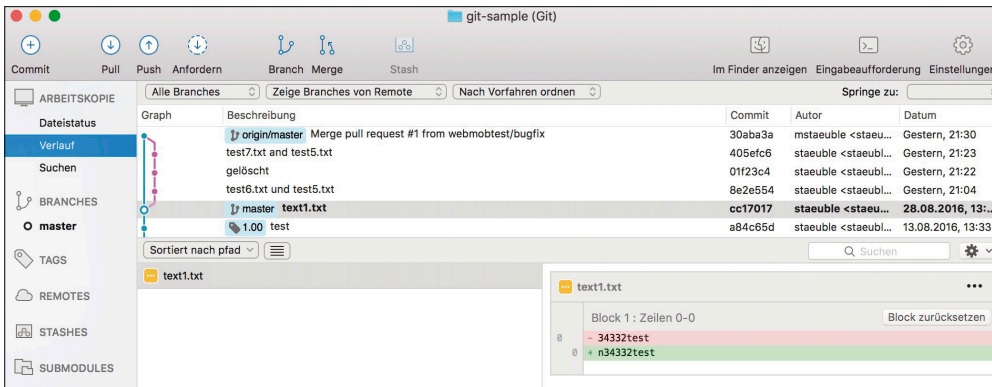 git-sample (Git)
Commit Pull Push Anfordern Branch Merge Stash Im Finder anzeigen Eingabeaufforderung Einstellungen
ARBEITSKOPIE
Dateistatus
Verlauf
Suchen
BRANCHES
master
TAGS
REMOTES
STASHES
SUBMODULES
Alle Branches Zeige Branches von Remote Nach Vorfahren ordnen Springe zu:
Graph Beschreibung Commit Autor Datum
origin/master Merge pull request #1 from webmobtest/bugfix 30aba3a mstaeuble <staeu... Gestern, 21:30
test7.txt and test5.txt 405efc6 staeuble <staeubl... Gestern, 21:23
gelöscht 01f23c4 staeuble <staeubl... Gestern, 21:22
test6.txt und test5.txt 8e2e554 staeuble <staeubl... Gestern, 21:04
master text1.txt cc17017 staeuble <staeu... 28.08.2016, 13:...
1.00 test a84c65d staeuble <staeubl... 13.08.2016, 13:33
Sortiert nach pfad Suchen
text1.txt
text1.txt
Block 1 : Zeilen 0-0 Block zurücksetzen
0 - 34332test
0 + n34332test